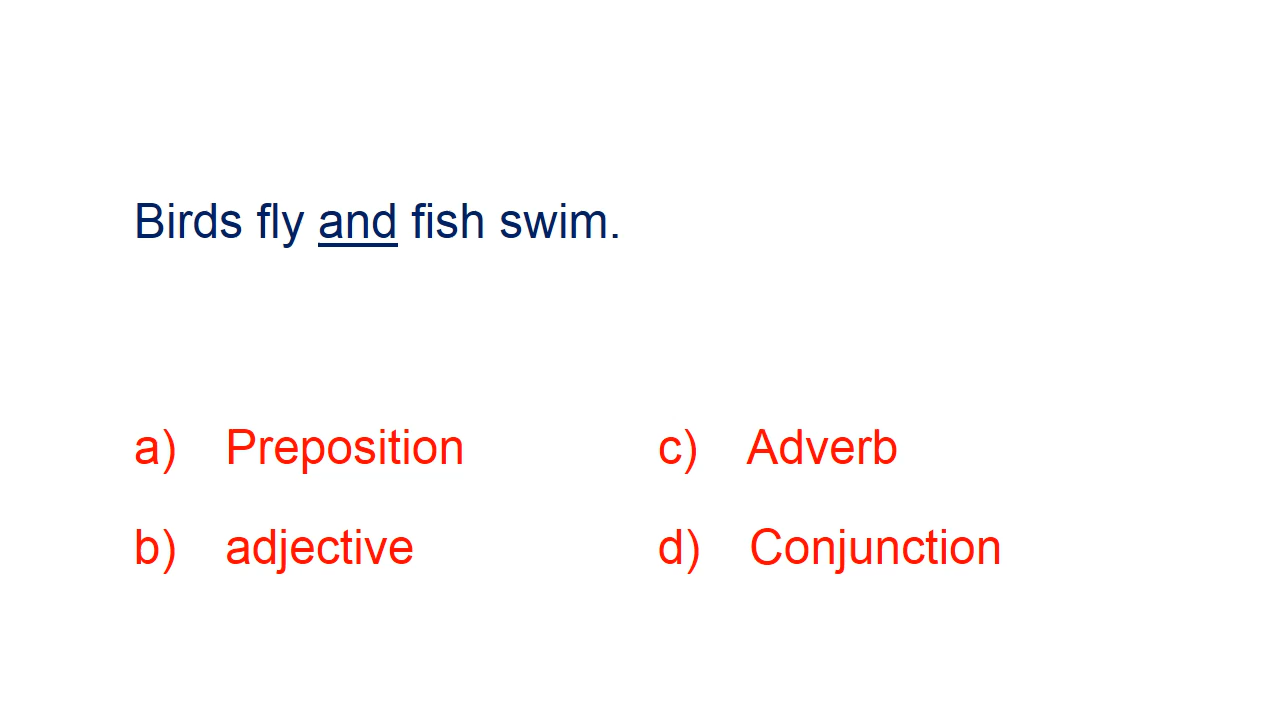 Birds fly and fish swim.
a) Preposition
b) adjective
c) Adverb
d) Conjunction